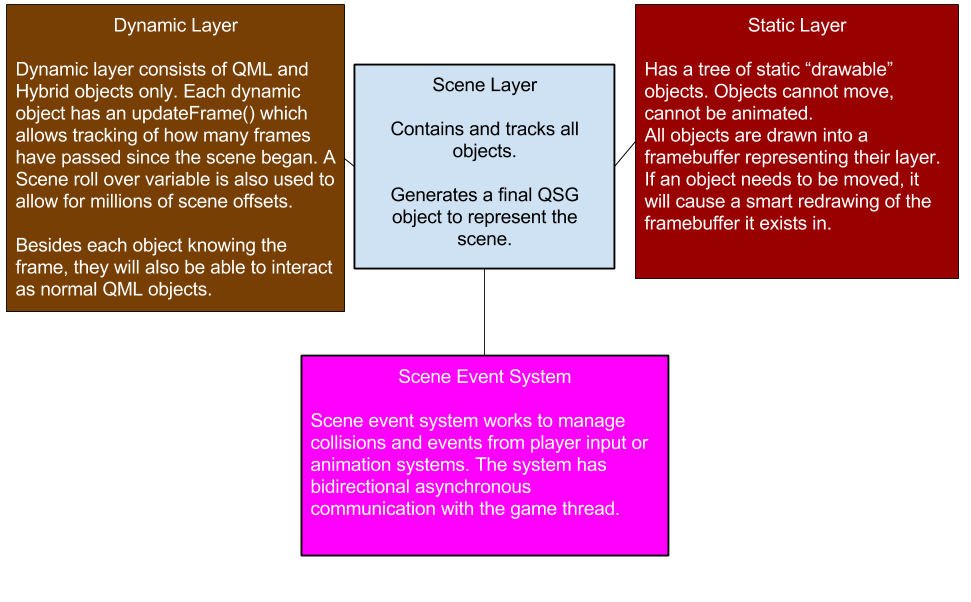 Dynamic Layer
Dynamic layer consists of QML and
Hybrid objects only. Each dynamic
object has an updateFrame() which
allows tracking of how many frames
have passed since the scene began. A
Scene roll over variable is also used to
allow for millions of scene offsets.
Besides each object knowing the
frame, they will also be able to interact
as normal QML objects.
Scene Layer
Contains and tracks all
objects.
Generates a final QSG
object to represent the
scene.
Static Layer
Has a tree of static “drawable”
objects. Objects cannot move,
cannot be animated.
All objects are drawn into a
framebuffer representing their layer.
If an object needs to be moved, it
will cause a smart redrawing of the
framebuffer it exists in.
Scene Event System
Scene event system works to manage
collisions and events from player input or
animation systems. The system has
bidirectional asynchronous
communication with the game thread.